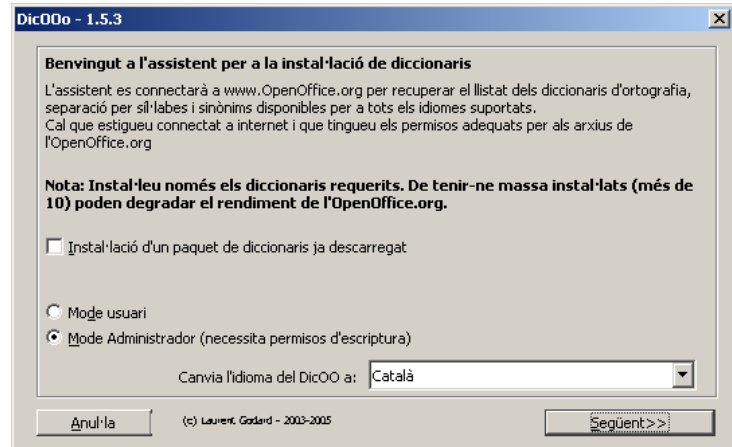 DicOOo - 1.5.3
Benvingut a l'assistent per a la instal·lació de diccionaris
L'assistent es connectarà a www.OpenOffice.org per recuperar el llistat dels diccionaris d'ortografia,
separació per síl·labes i sinònims disponibles per a tots els idiomes suportats.
Cal que estigueu connectat a internet i que tingueu els permisos adequats per als arxius de
l'OpenOffice.org
Nota: Instal·leu només els diccionaris requerits. De tenir-ne massa instal·lats (més de
10) poden degradar el rendiment de l'OpenOffice.org.
Instal·lació d'un paquet de diccionaris ja descarregat
Mode usuari
Mode Administrador (necessita permisos d'escriptura)
Canvia l'idioma del DicOO a: Català
Anul·la (c) Laurent Godard - 2003-2005 Següent>>